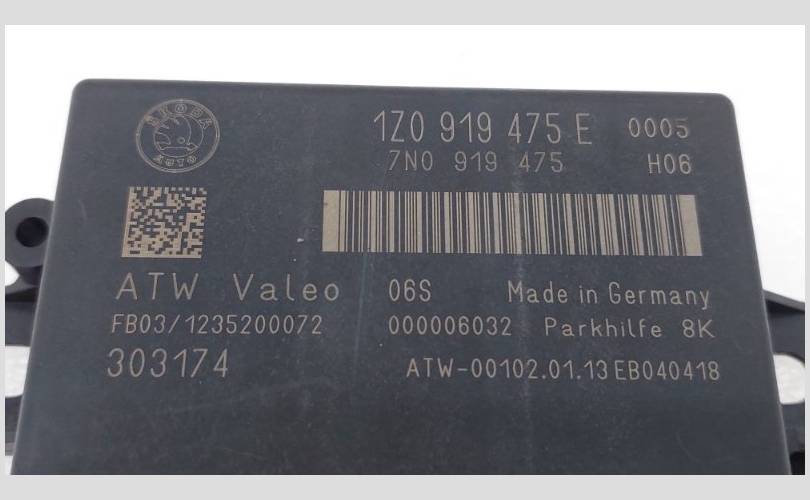 ŠKODA
AUTO
1Z0 919 475 E 0005
7N0 919 475 H06
ATW Valeo 06S Made in Germany
FB03/1235200072 000006032 Parkhilfe 8K
303174 ATW-00102.01.13EB040418